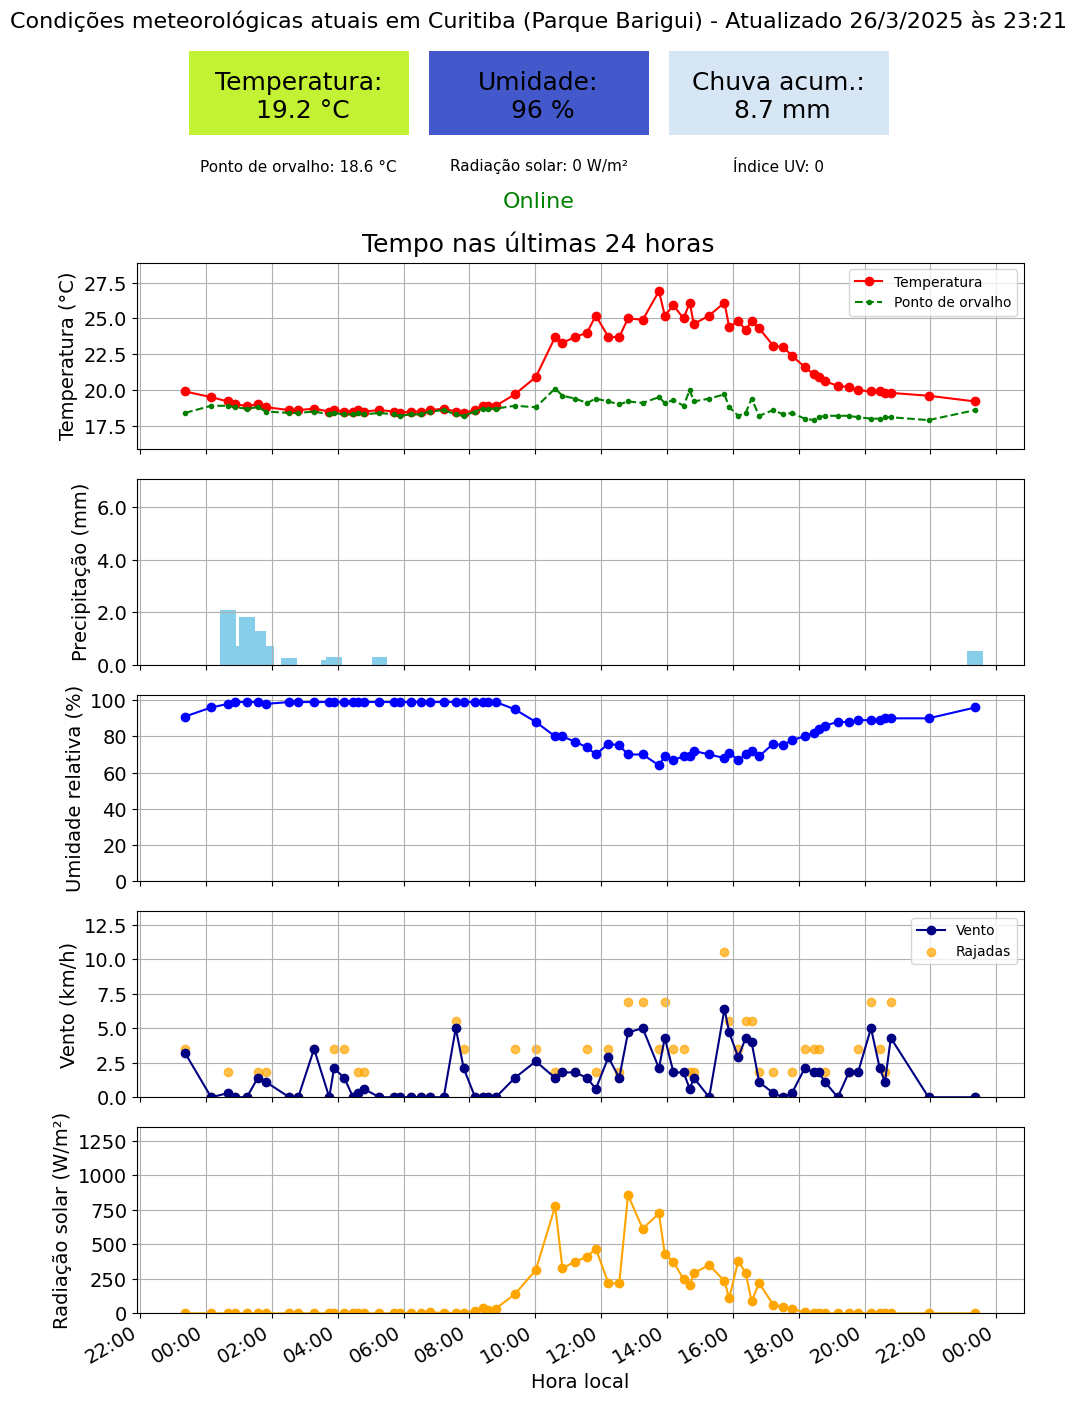 Condições meteorológicas atuais em Curitiba (Parque Barigui) - Atualizado 26/3/2025 às 23:21
Temperatura:
19.2 °C
Umidade:
96 %
Chuva acum.:
8.7 mm
Ponto de orvalho: 18.6 °C
Radiação solar: 0 W/m²
Índice UV: 0
Online
Tempo nas últimas 24 horas
Temperatura (°C)
27.5
25.0
22.5
20.0
17.5
Temperatura
Ponto de orvalho
Precipitação (mm)
6.0
4.0
2.0
0.0
Umidade relativa (%)
100
80
60
40
20
0
Vento (km/h)
12.5
10.0
7.5
5.0
2.5
0.0
Vento
Rajadas
Radiação solar (W/m²)
1250
1000
750
500
250
0
22:00
00:00
02:00
04:00
06:00
08:00
10:00
12:00
14:00
16:00
18:00
20:00
22:00
00:00
Hora local